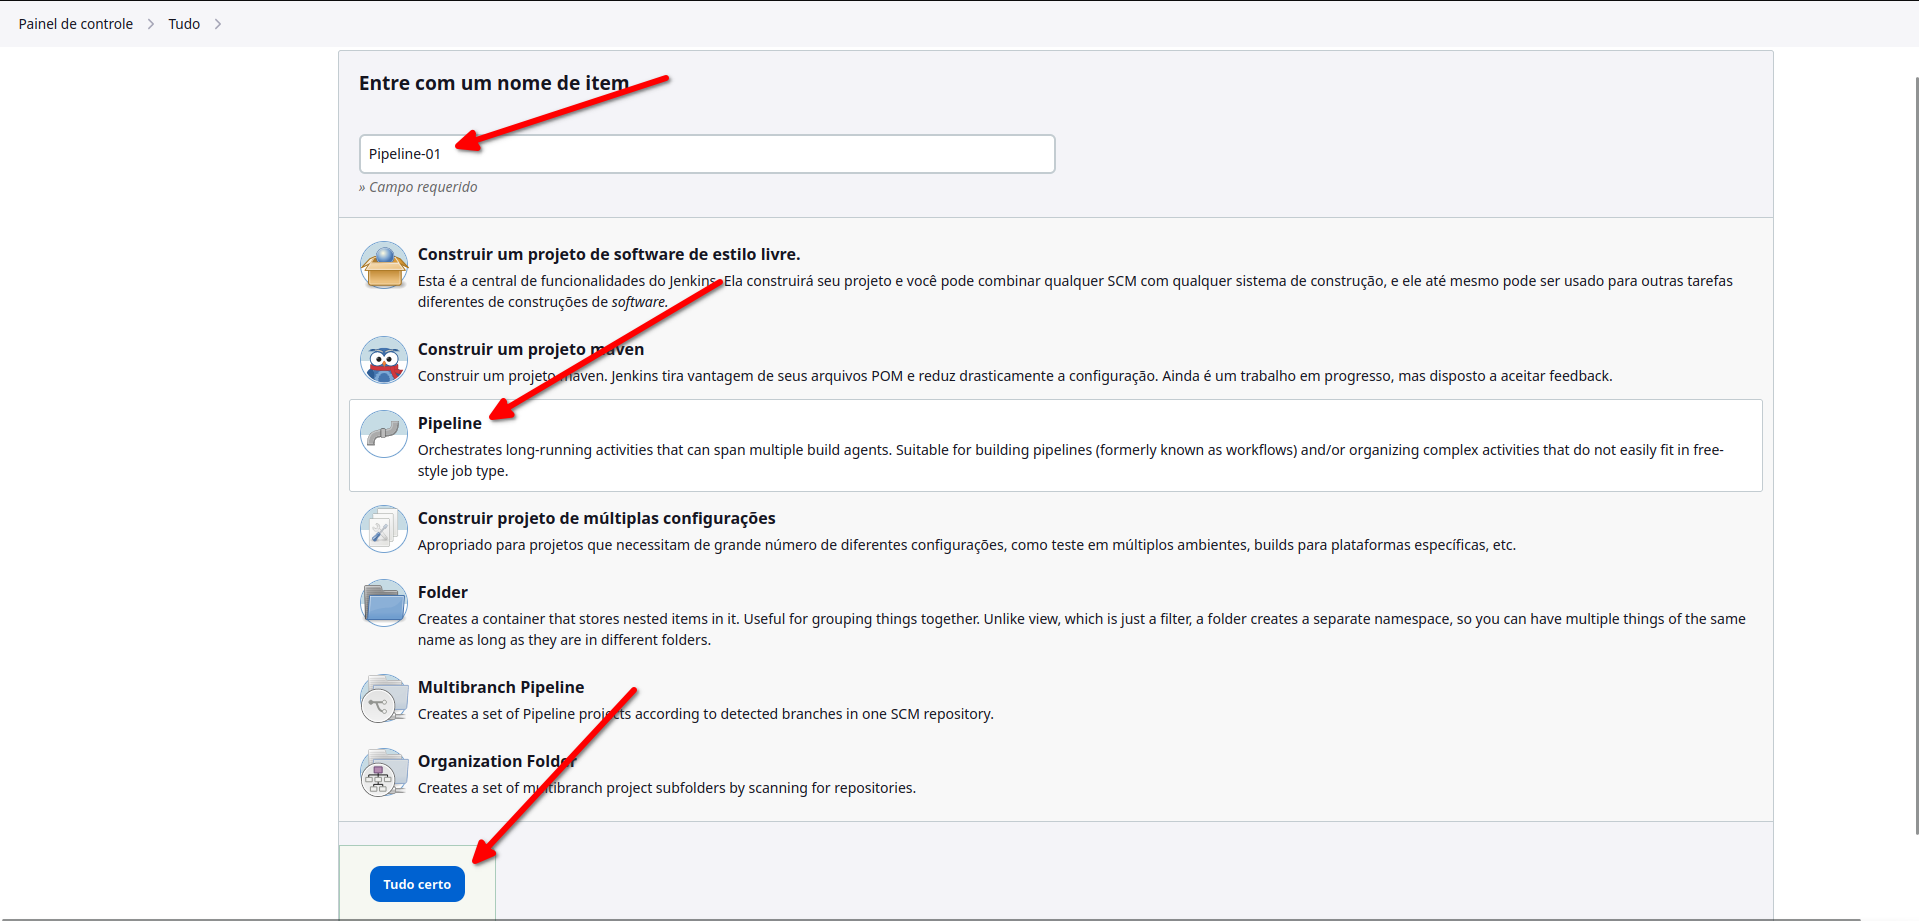 Painel de controle
Tudo
Entre com um nome de item
Pipeline-01
» Campo requerido
Construir um projeto de software de estilo livre.
Esta é a central de funcionalidades do Jenkins. Ela construirá seu projeto e você pode combinar qualquer SCM com qualquer sistema de construção, e ele até mesmo pode ser usado para outras tarefas
diferentes de construções de software.
Construir um projeto maven
Construir um projeto maven. Jenkins tira vantagem de seus arquivos POM e reduz drasticamente a configuração. Ainda é um trabalho em progresso, mas disposto a aceitar feedback.
Pipeline
Orchestrates long-running activities that can span multiple build agents. Suitable for building pipelines (formerly known as workflows) and/or organizing complex activities that do not easily fit in free-
style job type.
Construir projeto de múltiplas configurações
Apropriado para projetos que necessitam de grande número de diferentes configurações, como teste em múltiplos ambientes, builds para plataformas específicas, etc.
Folder
Creates a container that stores nested items in it. Useful for grouping things together. Unlike view, which is just a filter, a folder creates a separate namespace, so you can have multiple things of the same
name as long as they are in different folders.
Multibranch Pipeline
Creates a set of Pipeline projects according to detected branches in one SCM repository.
Organization Folder
Creates a set of multibranch project subfolders by scanning for repositories.
Tudo certo